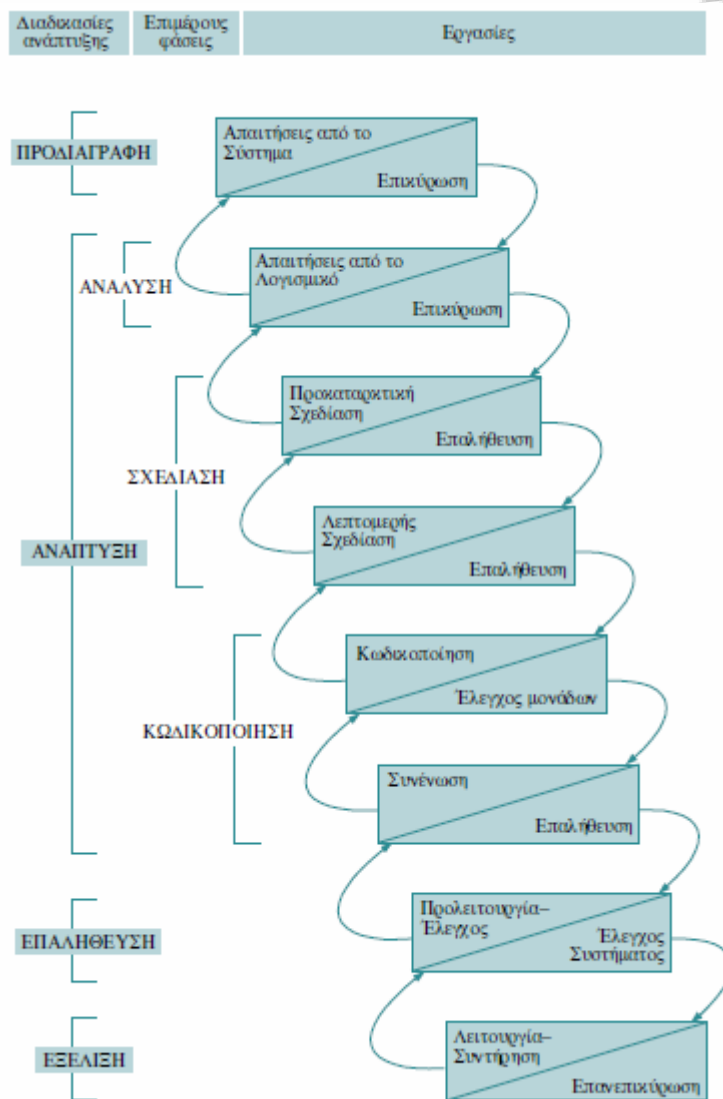 Διαδικασίες
ανάπτυξης
Επιμέρους
φάσεις
Εργασίες
ΠΡΟΔΙΑΓΡΑΦΗ
Απαιτήσεις από το
Σύστημα
Επικύρωση
ΑΝΑΛΥΣΗ
Απαιτήσεις από το
Λογισμικό
Επικύρωση
Προκαταρκτική
Σχεδίαση
Επαλήθευση
ΣΧΕΔΙΑΣΗ
Λεπτομερής
Σχεδίαση
Επαλήθευση
ΑΝΑΠΤΥΞΗ
Κωδικοποίηση
Έλεγχος μονάδων
ΚΩΔΙΚΟΠΟΙΗΣΗ
Συνένωση
Επαλήθευση
Προλειτουργία–
Έλεγχος
Έλεγχος
Συστήματος
ΕΠΑΛΗΘΕΥΣΗ
Λειτουργία–
Συντήρηση
Επανεπικύρωση
ΕΞΕΛΙΞΗ